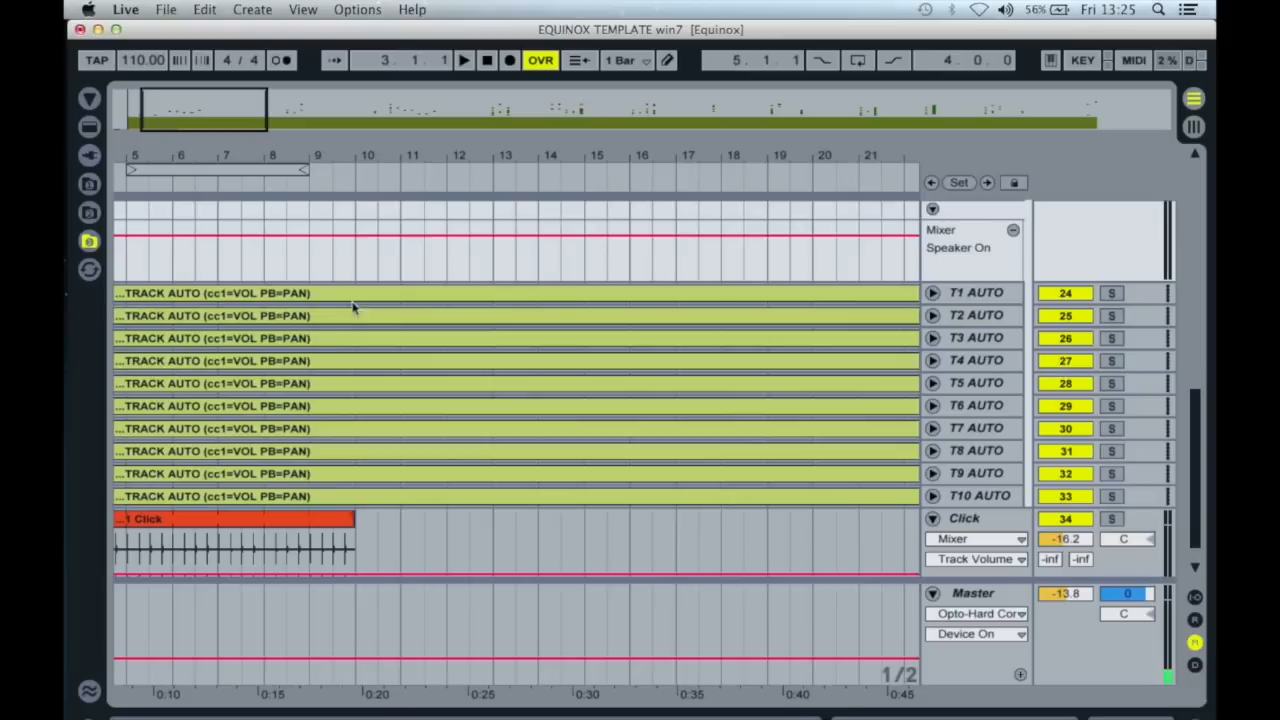 Live File Edit Create View Options Help 56% Fri 13:25
EQUINOX TEMPLATE win7 [Equinox]
TAP 110.00 4 / 4 3. 1. 1 OVR 1 Bar 5. 1. 1 4. 0. 0 KEY MIDI 2 % D
5 6 7 8 9 10 11 12 13 14 15 16 17 18 19 20 21
Set
Mixer
Speaker On
...TRACK AUTO (cc1=VOL PB=PAN) T1 AUTO 24 S
...TRACK AUTO (cc1=VOL PB=PAN) T2 AUTO 25 S
...TRACK AUTO (cc1=VOL PB=PAN) T3 AUTO 26 S
...TRACK AUTO (cc1=VOL PB=PAN) T4 AUTO 27 S
...TRACK AUTO (cc1=VOL PB=PAN) T5 AUTO 28 S
...TRACK AUTO (cc1=VOL PB=PAN) T6 AUTO 29 S
...TRACK AUTO (cc1=VOL PB=PAN) T7 AUTO 30 S
...TRACK AUTO (cc1=VOL PB=PAN) T8 AUTO 31 S
...TRACK AUTO (cc1=VOL PB=PAN) T9 AUTO 32 S
...TRACK AUTO (cc1=VOL PB=PAN) T10 AUTO 33 S
...1 Click Click 34 S
Mixer -16.2 C
Track Volume -inf -inf
Master -13.8 0
Opto-Hard Cor C
Device On
1/2
0:10 0:15 0:20 0:25 0:30 0:35 0:40 0:45